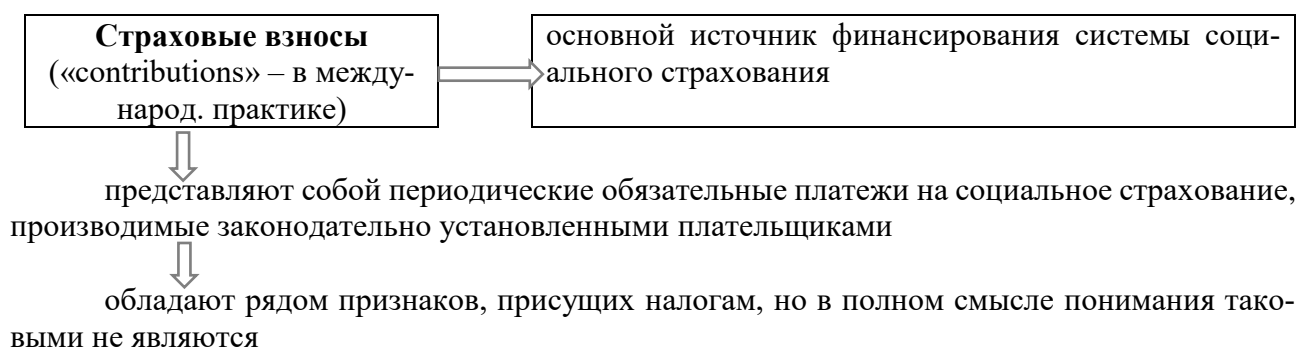 Страховые взносы
(«contributions» – в между-
народ. практике)
основной источник финансирования системы соци-
ального страхования
представляют собой периодические обязательные платежи на социальное страхование,
производимые законодательно установленными плательщиками
обладают рядом признаков, присущих налогам, но в полном смысле понимания тако-
выми не являются